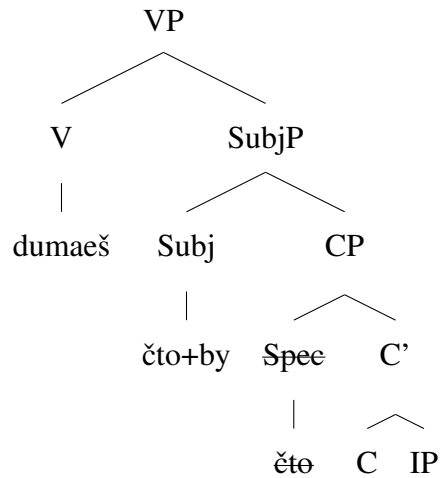 VP
V SubjP
dumaeš Subj CP
čto+by Spec C’
čto C IP